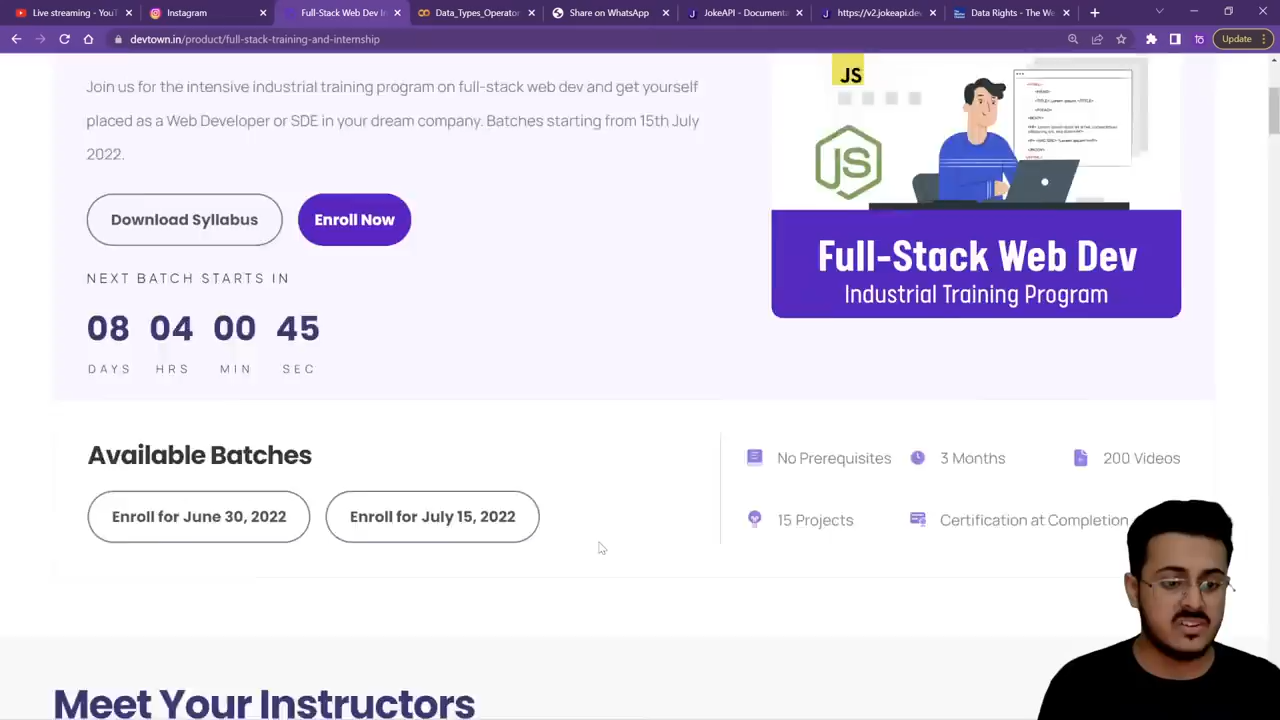 Live streaming - YouT
Instagram
Full-Stack Web Dev In
Data_Types_Operator
Share on WhatsApp
JokeAPI - Documenta
https://v2.jokeapi.dev
Data Rights - The We
devtown.in/product/full-stack-training-and-internship
Update
Join us for the intensive industrial training program on full-stack web dev and get yourself
placed as a Web Developer or SDE in your dream company. Batches starting from 15th July
2022.
Download Syllabus
Enroll Now
NEXT BATCH STARTS IN
08 04 00 45
DAYS HRS MIN SEC
JS
JS
Full-Stack Web Dev
Industrial Training Program
Available Batches
Enroll for June 30, 2022
Enroll for July 15, 2022
No Prerequisites
3 Months
200 Videos
15 Projects
Certification at Completion
Meet Your Instructors